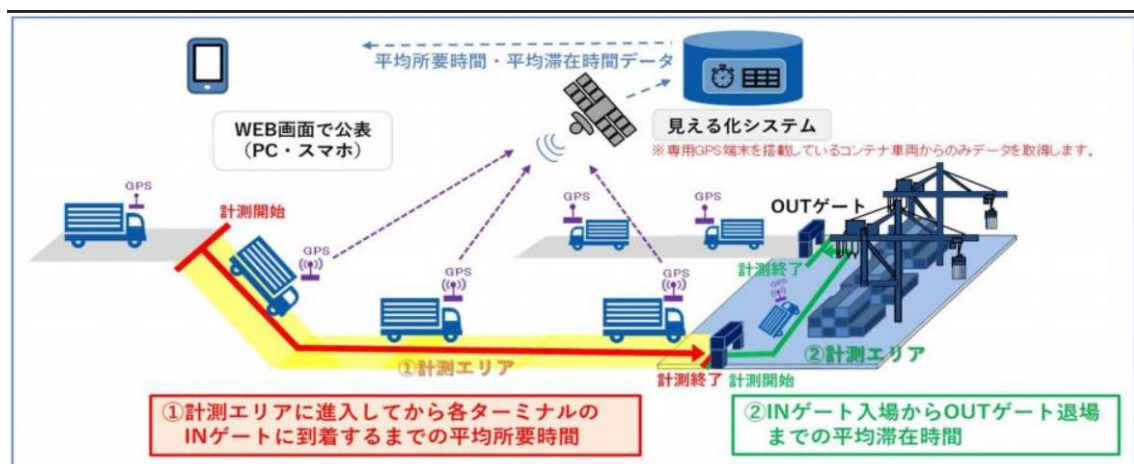 平均所要時間・平均滞在時間データ
WEB画面で公表
（PC・スマホ）
見える化システム
※専用GPS端末を搭載しているコンテナ車両からのみデータを取得します。
GPS
計測開始
GPS
GPS
GPS
GPS
GPS
OUTゲート
計測終了
GPS
①計測エリア
②計測エリア
計測終了
計測開始
①計測エリアに進入してから各ターミナルの
INゲートに到着するまでの平均所要時間
②INゲート入場からOUTゲート退場
までの平均滞在時間